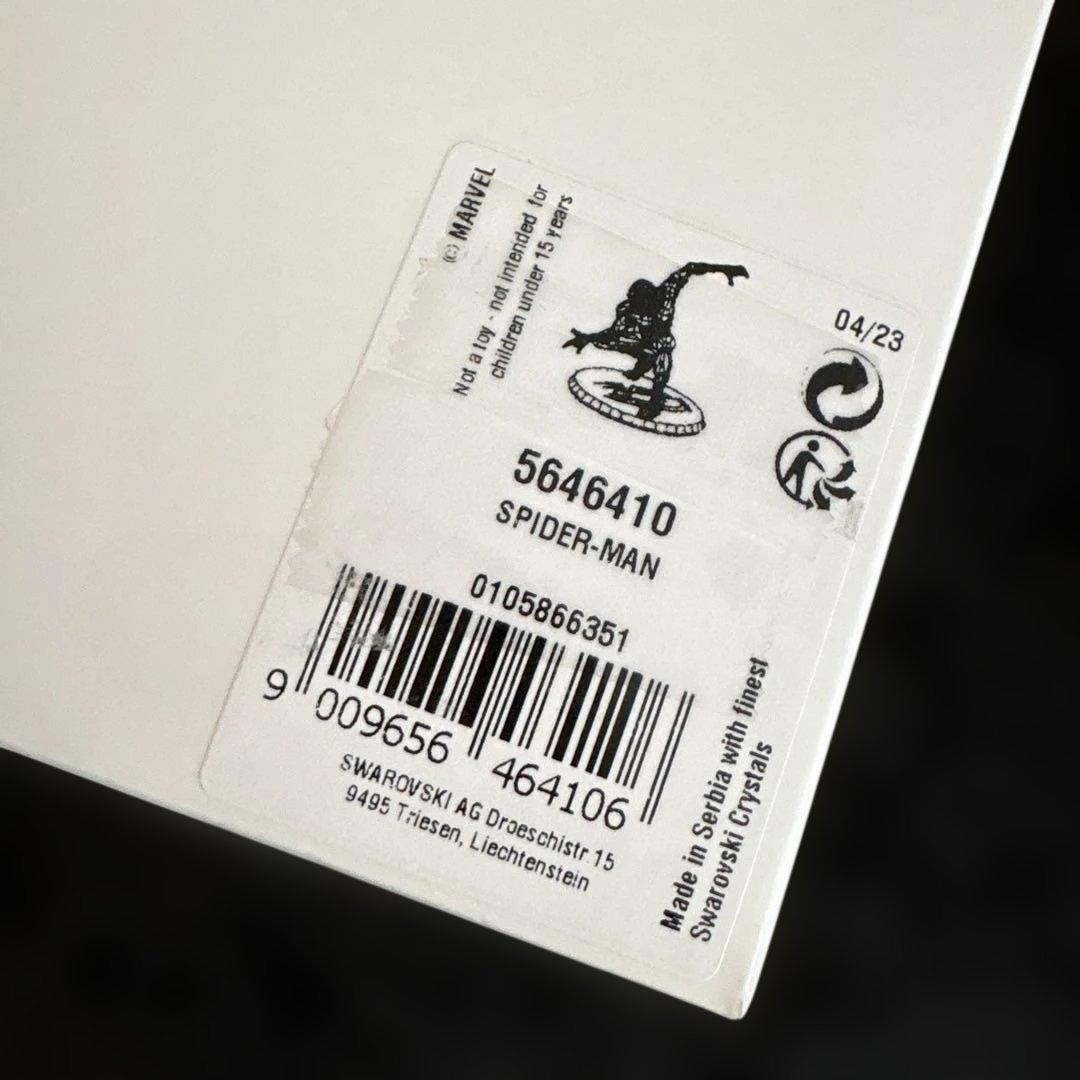 (c) MARVEL
Not a toy - not intended for
children under 15 years
04/23
5646410
SPIDER-MAN
0105866351
9 009656 464106
SWAROVSKI AG Droeschistr.15
9495 Triesen, Liechtenstein
Made in Serbia with finest
Swarovski Crystals